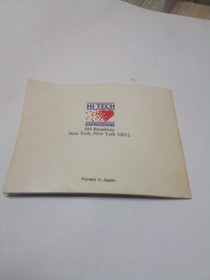 HI TECH
EXPRESSIONS
584 Broadway
New York, New York 10012
Printed in Japan